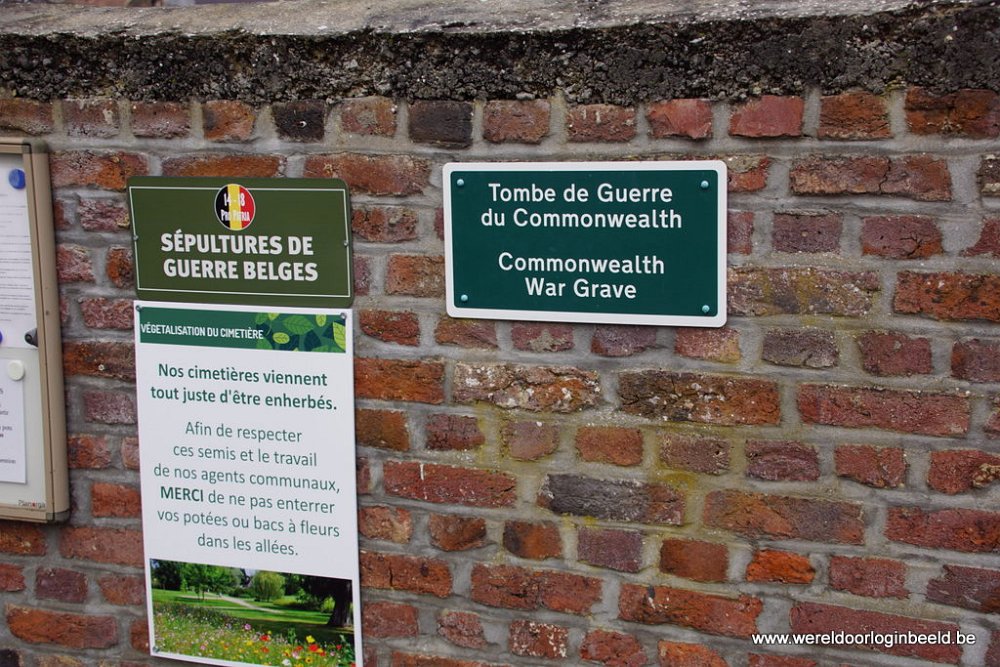 14-18
PRO PATRIA
SÉPULTURES DE
GUERRE BELGES
Tombe de Guerre
du Commonwealth
Commonwealth
War Grave
VÉGETALISATION DU CIMETIÈRE
Nos cimetières viennent
tout juste d'être enherbés.
Afin de respecter
ces semis et le travail
de nos agents communaux,
MERCI de ne pas enterrer
vos potées ou bacs à fleurs
dans les allées.
www.wereldoorloginbeeld.be